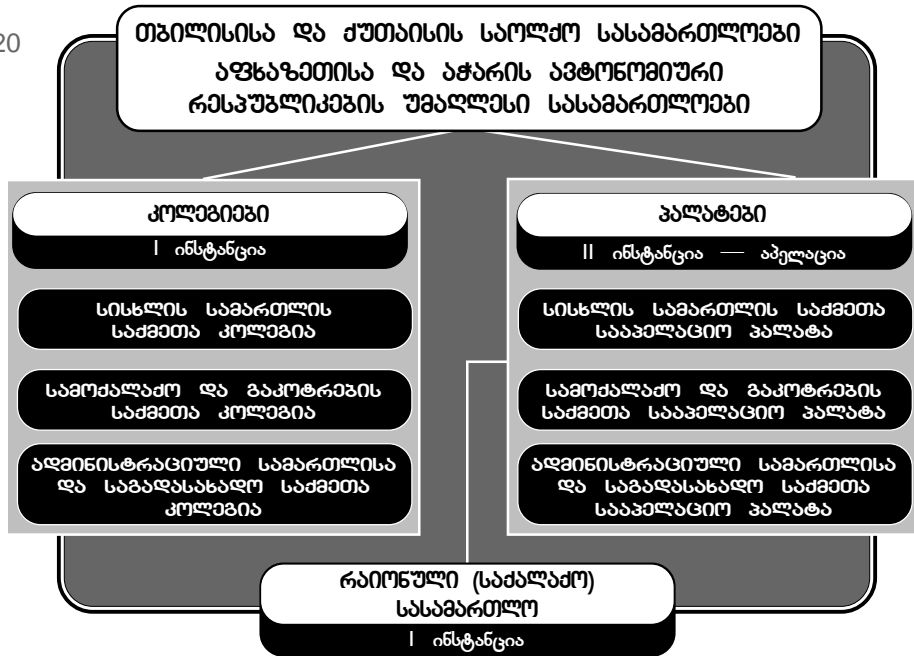 20
თბილისისა და ქუთაისის საოლქო სასამართლოები
აფხაზეთისა და აჭარის ავტონომიური
რესპუბლიკების უმაღლესი სასამართლოები
კოლეგიები
I ინსტანცია
სისხლის სამართლის
საქმეთა კოლეგია
სამოქალაქო და გაკოტრების
საქმეთა კოლეგია
ადმინისტრაციული სამართლისა
და საგადასახადო საქმეთა
კოლეგია
პალატები
II ინსტანცია — აპელაცია
სისხლის სამართლის საქმეთა
სააპელაციო პალატა
სამოქალაქო და გაკოტრების
საქმეთა სააპელაციო პალატა
ადმინისტრაციული სამართლისა
და საგადასახადო საქმეთა
სააპელაციო პალატა
რაიონული (საქალაქო)
სასამართლო
I ინსტანცია